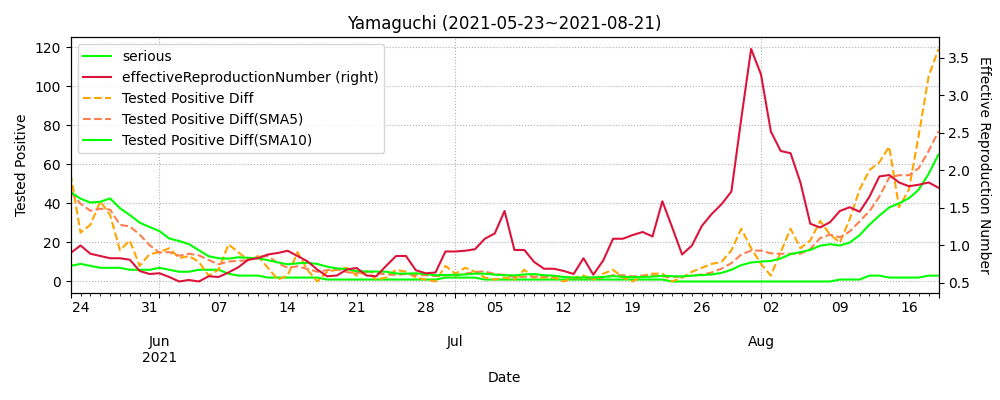 Yamaguchi (2021-05-23~2021-08-21)
serious
effectiveReproductionNumber (right)
Tested Positive Diff
Tested Positive Diff(SMA5)
Tested Positive Diff(SMA10)
Tested Positive
120
100
80
60
40
20
0
3.5
3.0
2.5
2.0
1.5
1.0
0.5
Effective Reproduction Number
24 31 07 14 21 28 05 12 19 26 02 09 16
Jun Jul Aug
2021
Date